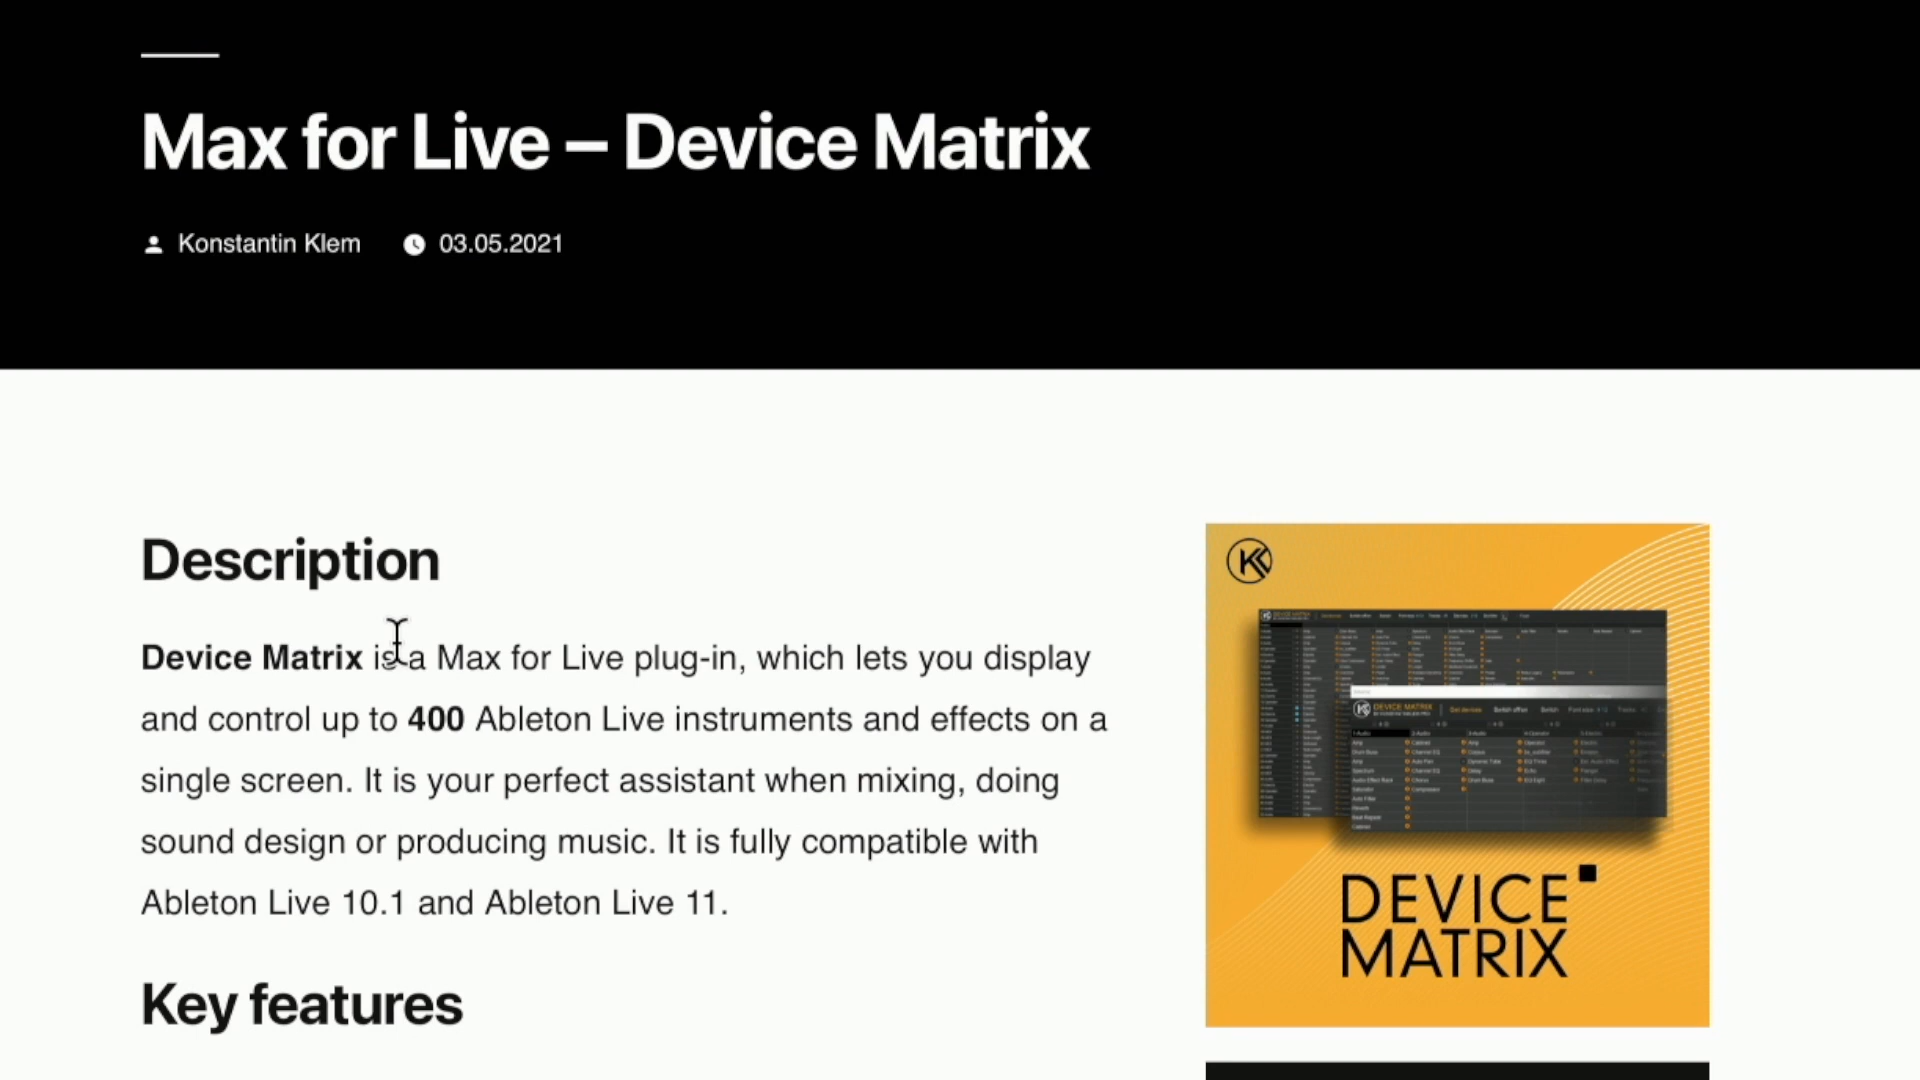 Max for Live – Device Matrix
Konstantin Klem 03.05.2021
Description
Device Matrix is a Max for Live plug-in, which lets you display
and control up to 400 Ableton Live instruments and effects on a
single screen. It is your perfect assistant when mixing, doing
sound design or producing music. It is fully compatible with
Ableton Live 10.1 and Ableton Live 11.
Key features
DEVICE MATRIX
DEVICE
MATRIX